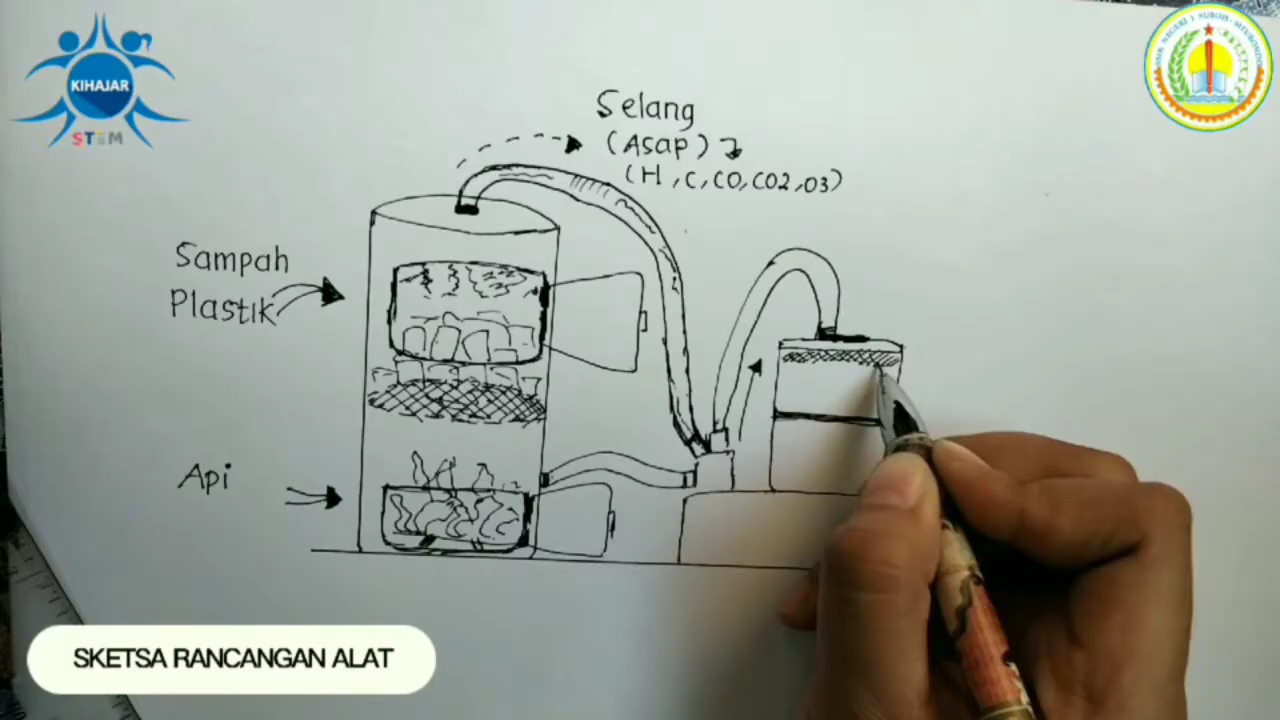 KIHAJAR
STEM
Selang
(Asap)
(H, C, CO, CO2, O3)
Sampah
Plastik
Api
SKETSA RANCANGAN ALAT